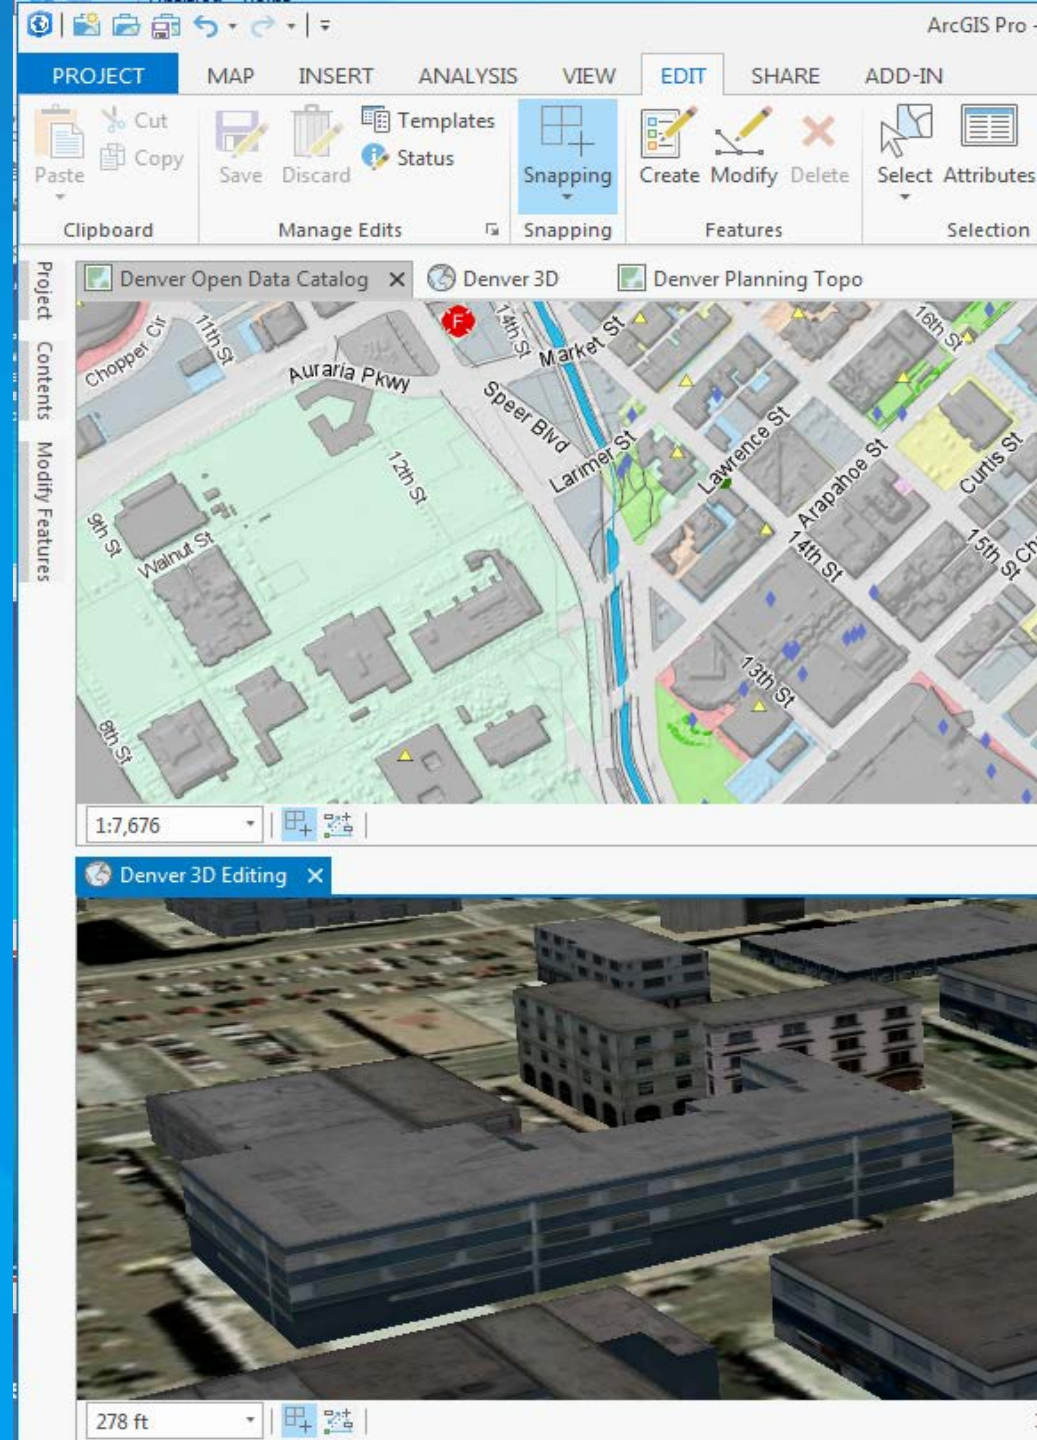 ArcGIS Pro -
PROJECT MAP INSERT ANALYSIS VIEW EDIT SHARE ADD-IN
Paste Cut Copy Save Discard Templates Status Snapping Create Modify Delete Select Attributes
Clipboard Manage Edits Snapping Features Selection
Project
Contents
Modify Features
Denver Open Data Catalog Denver 3D Denver Planning Topo
Chopper Cir
11th St
Auraria Pkwy
F
14th St
Market St
16th St
Speer Blvd
Larimer St
Lawrence St
Arapahoe St
Curtis St
12th St
9th St
Walnut St
14th St
15th St
Ch
13th St
8th St
1:7,676
Denver 3D Editing
278 ft